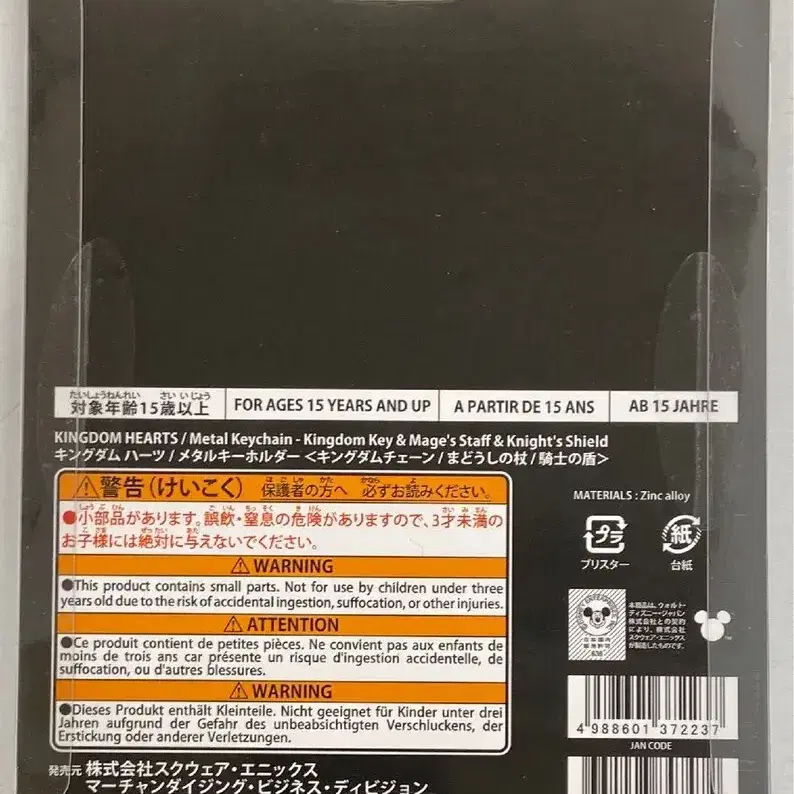 たいしょうねんれい さい いじょう
対象年齢15歳以上
FOR AGES 15 YEARS AND UP
A PARTIR DE 15 ANS
AB 15 JAHRE
KINGDOM HEARTS / Metal Keychain - Kingdom Key & Mage's Staff & Knight's Shield
キングダム ハーツ / メタルキーホルダー <キングダムチェーン / まどうしの杖 / 騎士の盾>
⚠警告(けいこく) 保護者の方へ 必ずお読みください。
●小部品があります。誤飲・窒息の危険がありますので、3才未満の
お子様には絶対に与えないでください。
⚠WARNING
●This product contains small parts. Not for use by children under three
years old due to the risk of accidental ingestion, suffocation, or other injuries.
⚠ATTENTION
●Ce produit contient de petites pièces. Ne convient pas aux enfants de
moins de trois ans car présente un risque d'ingestion accidentelle, de
suffocation, ou d'autres blessures.
⚠WARNING
●Dieses Produkt enthält Kleinteile. Nicht geeignet für Kinder unter drei
Jahren aufgrund der Gefahr des unbeabsichtigten Verschluckens, der
Erstickung oder anderer Verletzungen.
発売元 株式会社スクウェア・エニックス
マーチャンダイジング・ビジネス・ディビジョン
MATERIALS : Zinc alloy
プラ
ブリスター
紙
台紙
本商品は、ウォルト・
ディズニー・ジャパン
株式会社との契約
により、株式会社
スクウェア・エニックス
が製造したものです。
4 988601 372237
JAN CODE